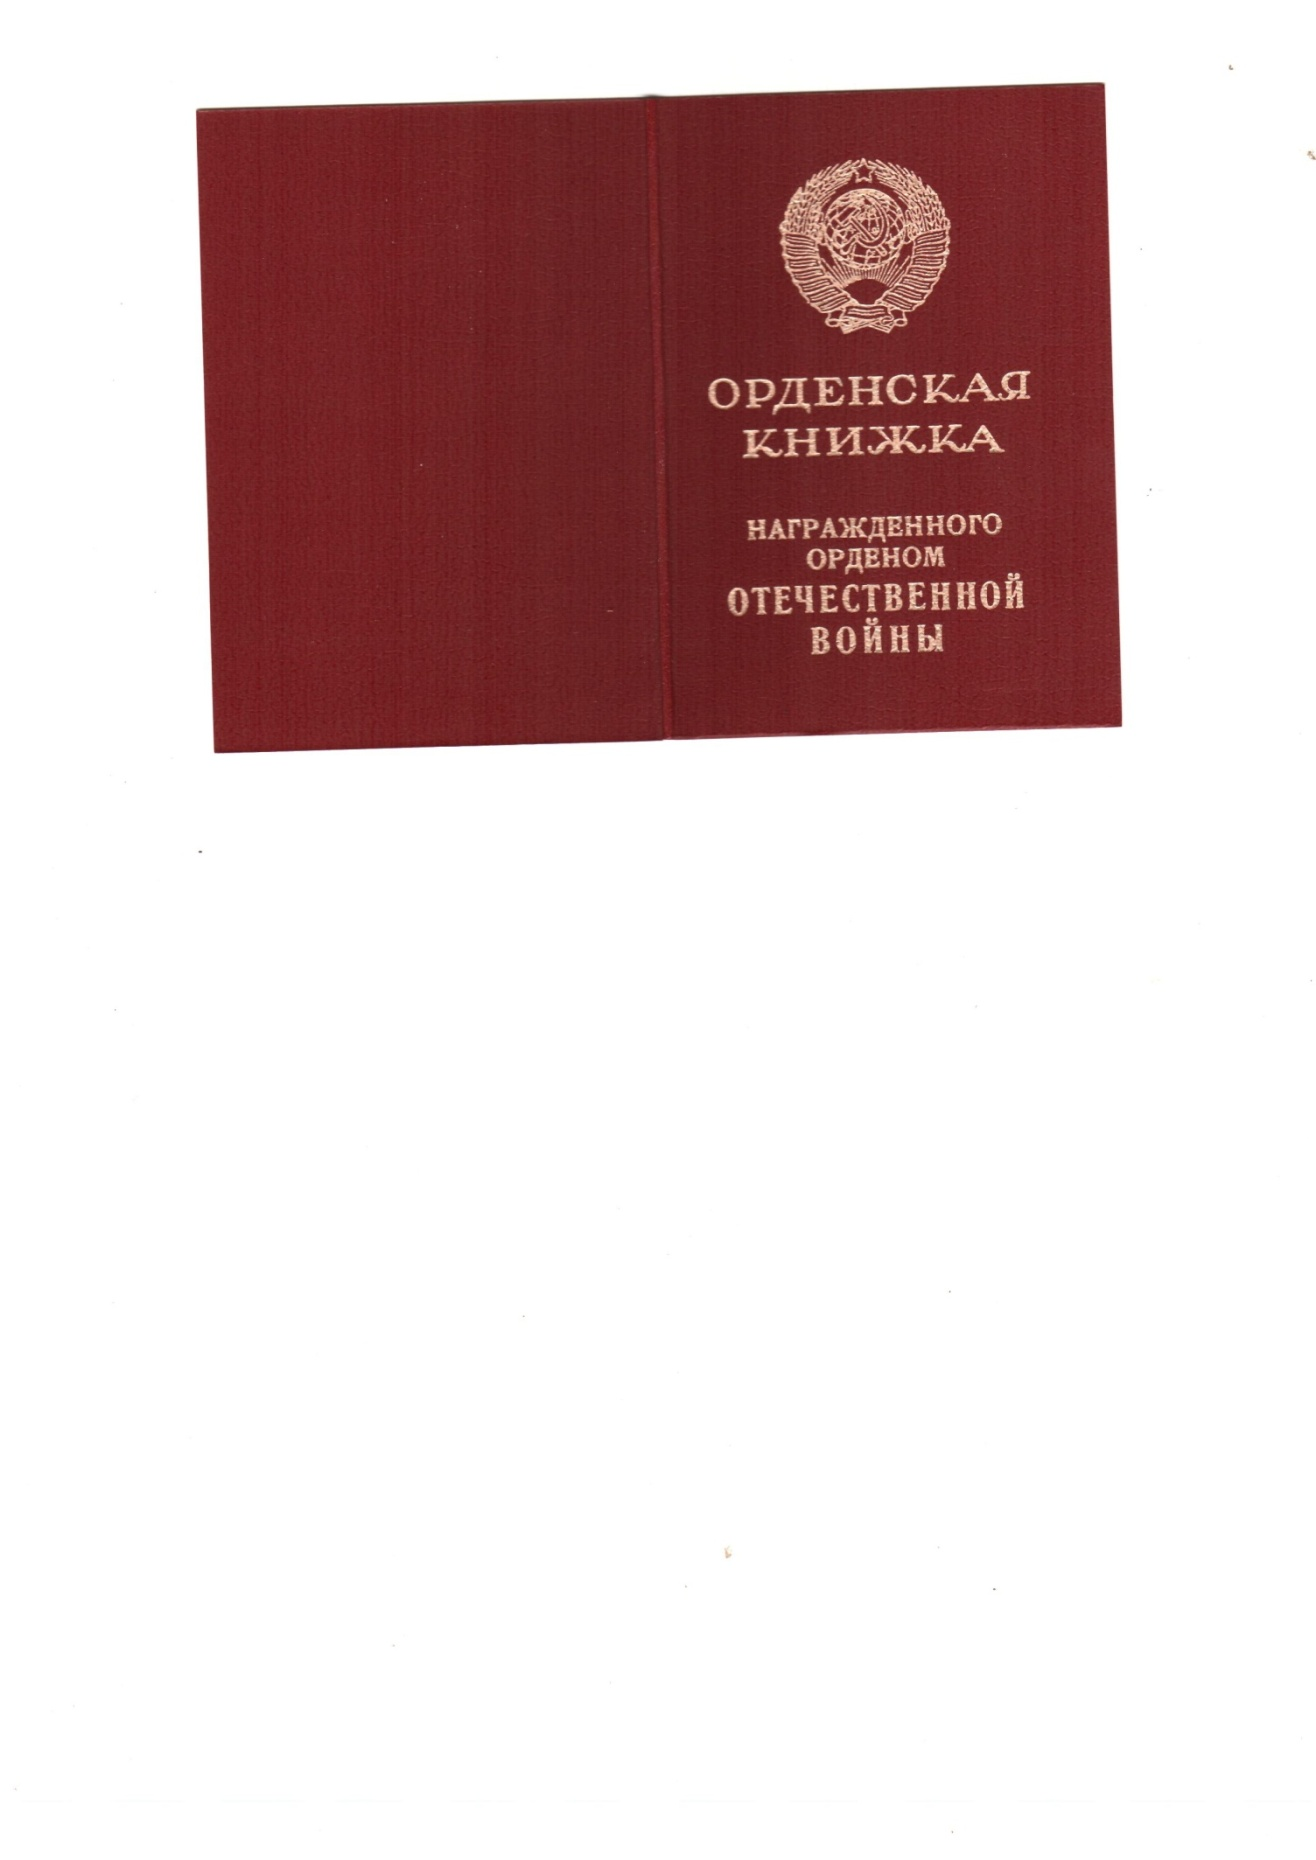 ОРДЕНСКАЯ
КНИЖКА
НАГРАЖДЕННОГО
ОРДЕНОМ
ОТЕЧЕСТВЕННОЙ
ВОЙНЫ